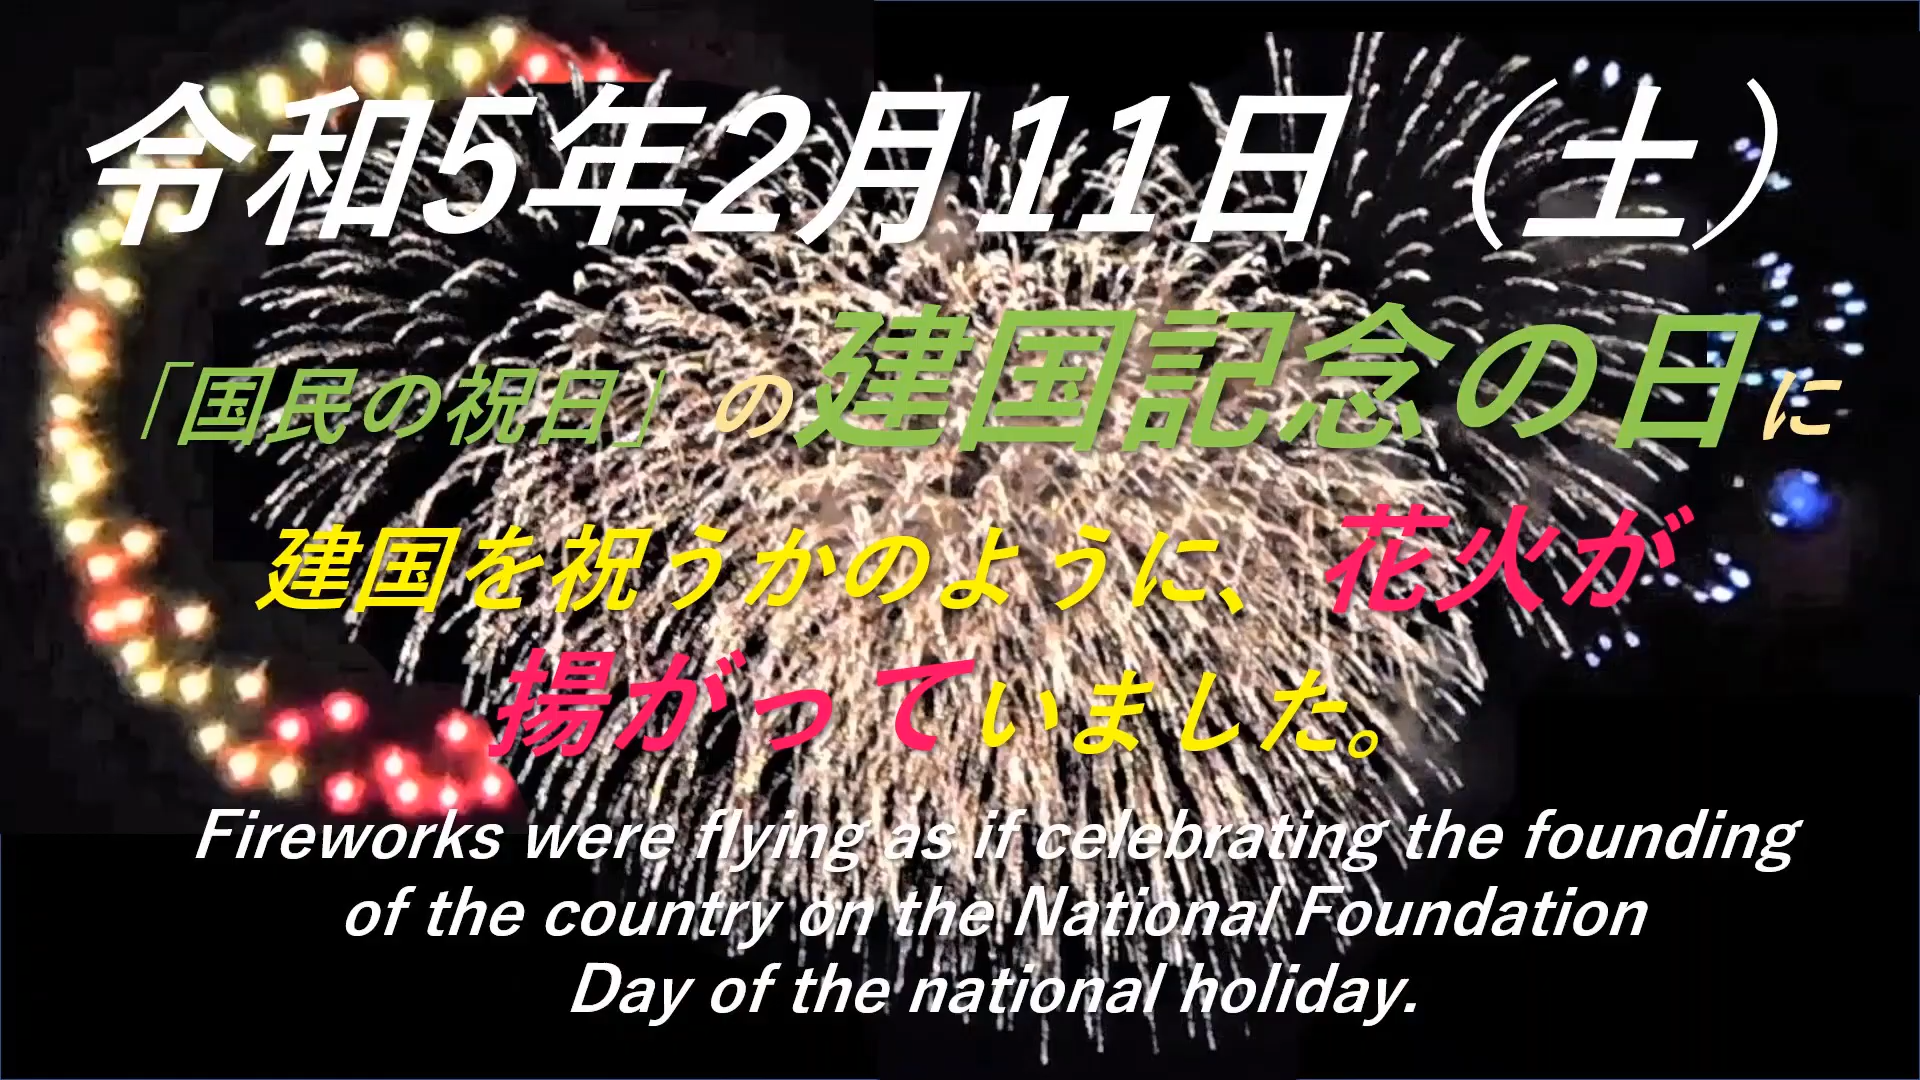 令和5年2月11日（土）
「国民の祝日」の建国記念の日に
建国を祝うかのように、花火が
揚がっていました。
Fireworks were flying as if celebrating the founding
of the country on the National Foundation
Day of the national holiday.